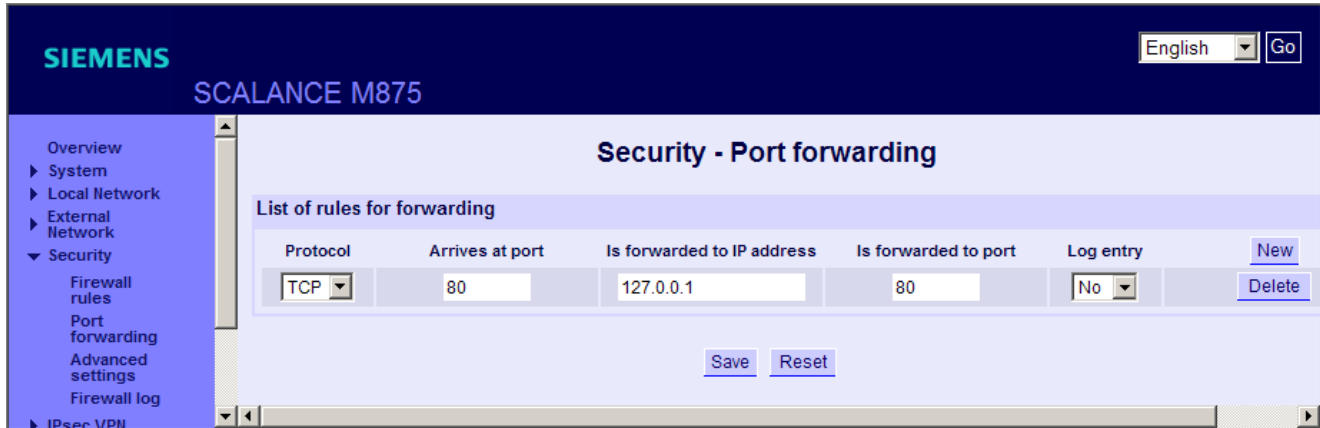 SIEMENS
English Go
SCALANCE M875
Overview
System
Local Network
External
Network
Security
Firewall
rules
Port
forwarding
Advanced
settings
Firewall log
IPsec VPN
Security - Port forwarding
List of rules for forwarding
Protocol Arrives at port Is forwarded to IP address Is forwarded to port Log entry New
TCP 80 127.0.0.1 80 No Delete
Save Reset